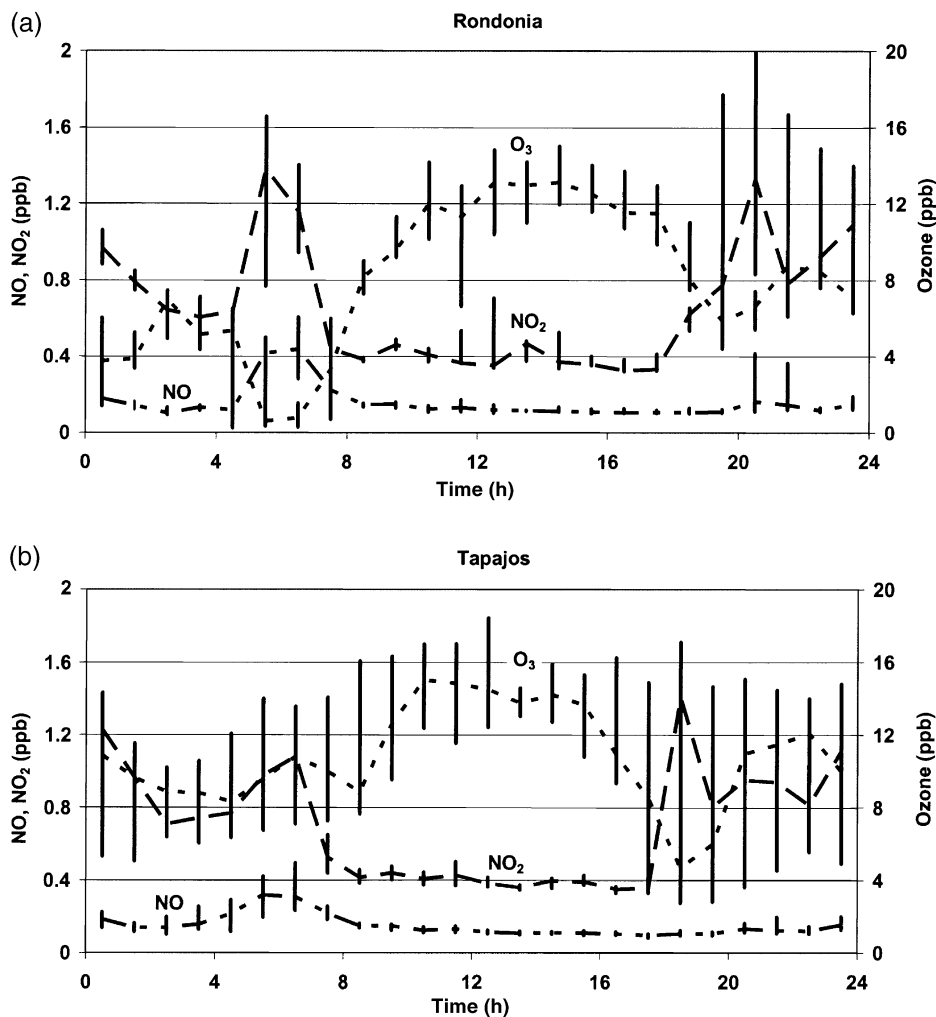 (a)
Rondonia
2 20
1.6 16
1.2 12
0.8 8
0.4 4
0 0
NO, NO₂ (ppb)
Ozone (ppb)
O₃
NO₂
NO
0 4 8 12 16 20 24
Time (h)
(b)
Tapajos
2 20
1.6 16
1.2 12
0.8 8
0.4 4
0 0
NO, NO₂ (ppb)
Ozone (ppb)
O₃
NO₂
NO
0 4 8 12 16 20 24
Time (h)